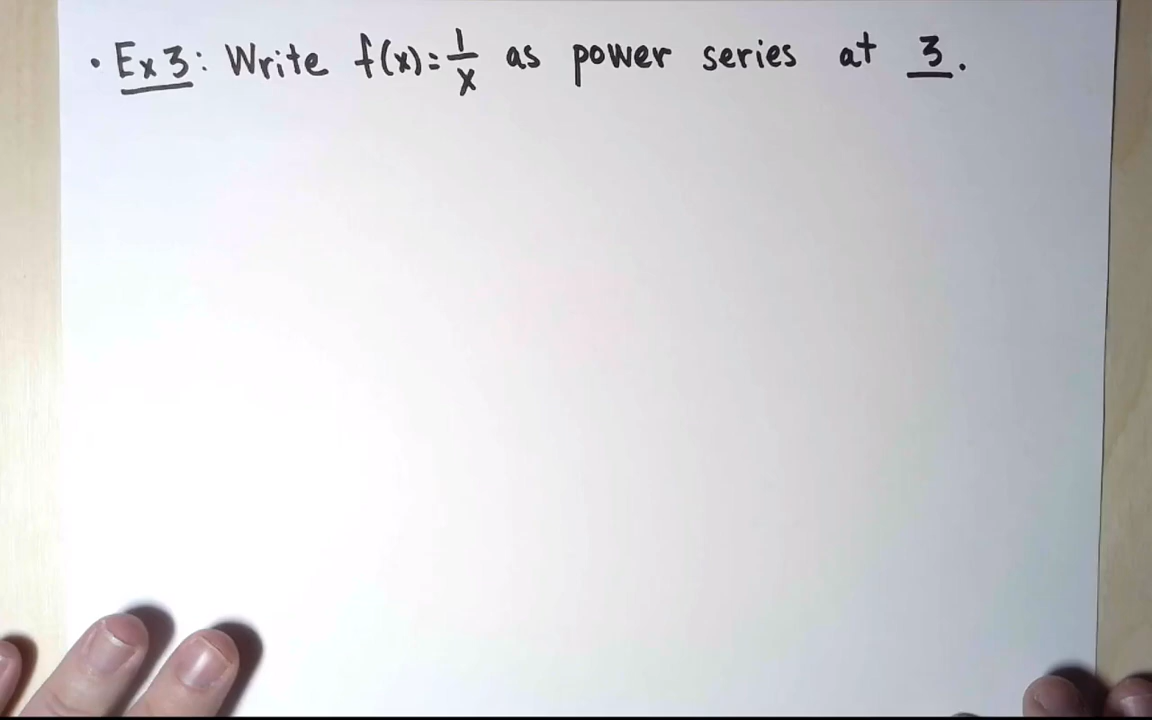 • Ex 3: Write f(x)=1/x as power series at 3.